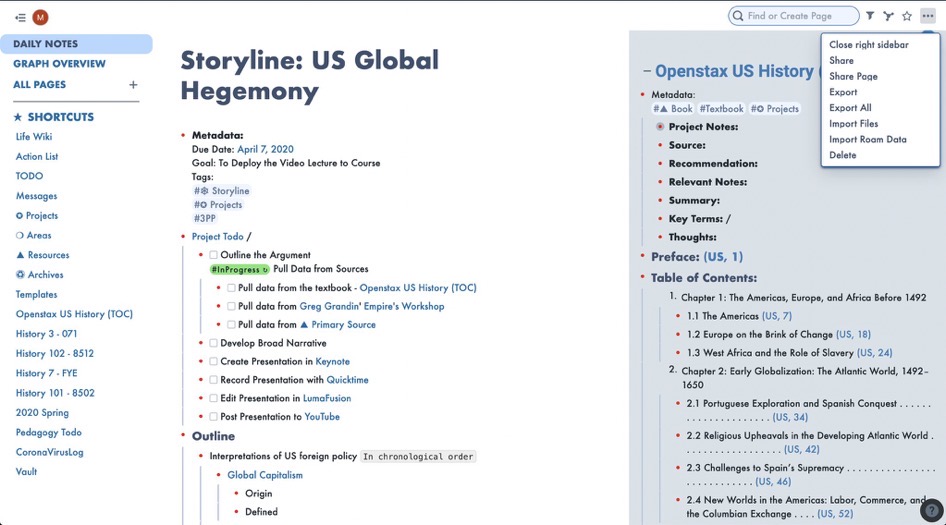 M
Find or Create Page
DAILY NOTES
GRAPH OVERVIEW
ALL PAGES +
★ SHORTCUTS
Life Wiki
Action List
TODO
Messages
✪ Projects
❍ Areas
▲ Resources
Archives
Templates
Openstax US History (TOC)
History 3 - 071
History 102 - 8512
History 7 - FYE
History 101 - 8502
2020 Spring
Pedagogy Todo
CoronaVirusLog
Vault
Storyline: US Global
Hegemony
Metadata:
Due Date: April 7, 2020
Goal: To Deploy the Video Lecture to Course
Tags:
#❄ Storyline
#✪ Projects
#3PP
Project Todo /
Outline the Argument
#InProgress ↻ Pull Data from Sources
Pull data from the textbook - Openstax US History (TOC)
Pull data from Greg Grandin' Empire's Workshop
Pull data from ▲ Primary Source
Develop Broad Narrative
Create Presentation in Keynote
Record Presentation with Quicktime
Edit Presentation in LumaFusion
Post Presentation to YouTube
Outline
Interpretations of US foreign policy In chronological order
Global Capitalism
Origin
Defined
– Openstax US History (
Metadata:
#▲ Book #Textbook #✪ Projects
Project Notes:
Source:
Recommendation:
Relevant Notes:
Summary:
Key Terms: /
Thoughts:
Preface: (US, 1)
Table of Contents:
1. Chapter 1: The Americas, Europe, and Africa Before 1492
1.1 The Americas (US, 7)
1.2 Europe on the Brink of Change (US, 18)
1.3 West Africa and the Role of Slavery (US, 24)
2. Chapter 2: Early Globalization: The Atlantic World, 1492–
1650
2.1 Portuguese Exploration and Spanish Conquest . . . . . .
. . . . . . . . . . . . . . . . . . (US, 34)
2.2 Religious Upheavals in the Developing Atlantic World .
. . . . . . . . . . . . . . . . . . . . (US, 42)
2.3 Challenges to Spain's Supremacy . . . . . . . . . . . . . . . .
. . . . . . . . . . . . (US, 46)
2.4 New Worlds in the Americas: Labor, Commerce, and
the Columbian Exchange . . . . (US, 52)
Close right sidebar
Share
Share Page
Export
Export All
Import Files
Import Roam Data
Delete
?